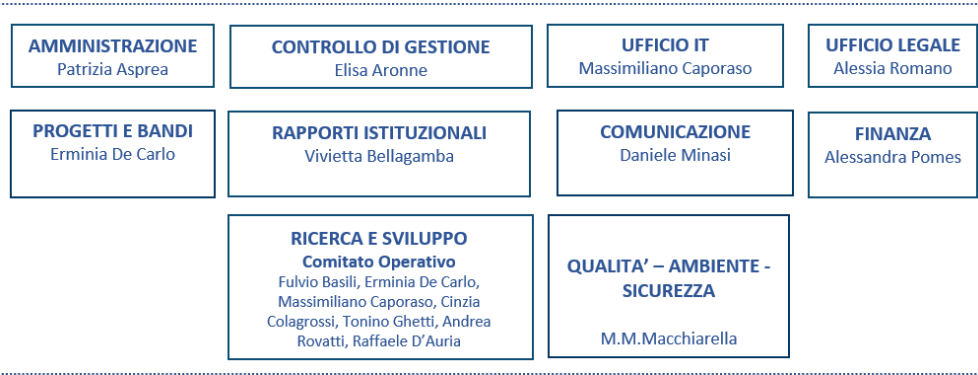 AMMINISTRAZIONE
Patrizia Asprea
CONTROLLO DI GESTIONE
Elisa Aronne
UFFICIO IT
Massimiliano Caporaso
UFFICIO LEGALE
Alessia Romano
PROGETTI E BANDI
Erminia De Carlo
RAPPORTI ISTITUZIONALI
Vivietta Bellagamba
COMUNICAZIONE
Daniele Minasi
FINANZA
Alessandra Pomes
RICERCA E SVILUPPO
Comitato Operativo
Fulvio Basili, Erminia De Carlo,
Massimiliano Caporaso, Cinzia
Colagrossi, Tonino Ghetti, Andrea
Rovatti, Raffaele D’Auria
QUALITA’ – AMBIENTE -
SICUREZZA
M.M.Macchiarella